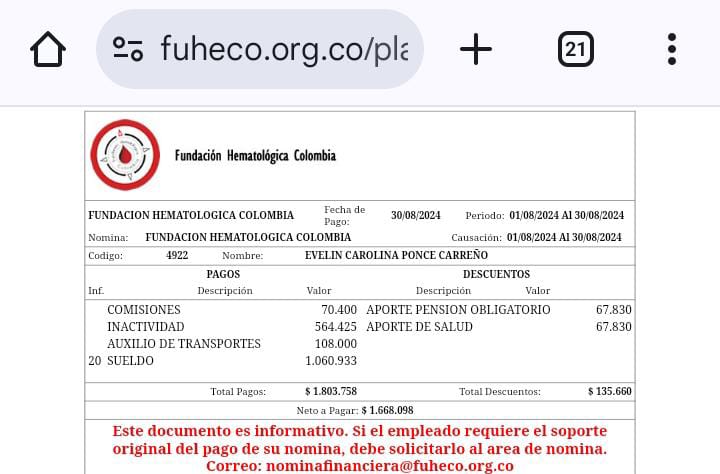 fuheco.org.co/pla
21
Fundación Hematológica Colombia
FUNDACION HEMATOLOGICA COLOMBIA Fecha de Pago: 30/08/2024 Periodo: 01/08/2024 Al 30/08/2024
Nomina: FUNDACION HEMATOLOGICA COLOMBIA Causación: 01/08/2024 Al 30/08/2024
Codigo: 4922 Nombre: EVELIN CAROLINA PONCE CARREÑO
PAGOS DESCUENTOS
Inf. Descripción Valor Descripción Valor
COMISIONES 70.400 APORTE PENSION OBLIGATORIO 67.830
INACTIVIDAD 564.425 APORTE DE SALUD 67.830
AUXILIO DE TRANSPORTES 108.000
20 SUELDO 1.060.933
Total Pagos: $ 1.803.758 Total Descuentos: $ 135.660
Neto a Pagar: $ 1.668.098
Este documento es informativo. Si el empleado requiere el soporte
original del pago de su nomina, debe solicitarlo al area de nomina.
Correo: nominafinanciera@fuheco.org.co